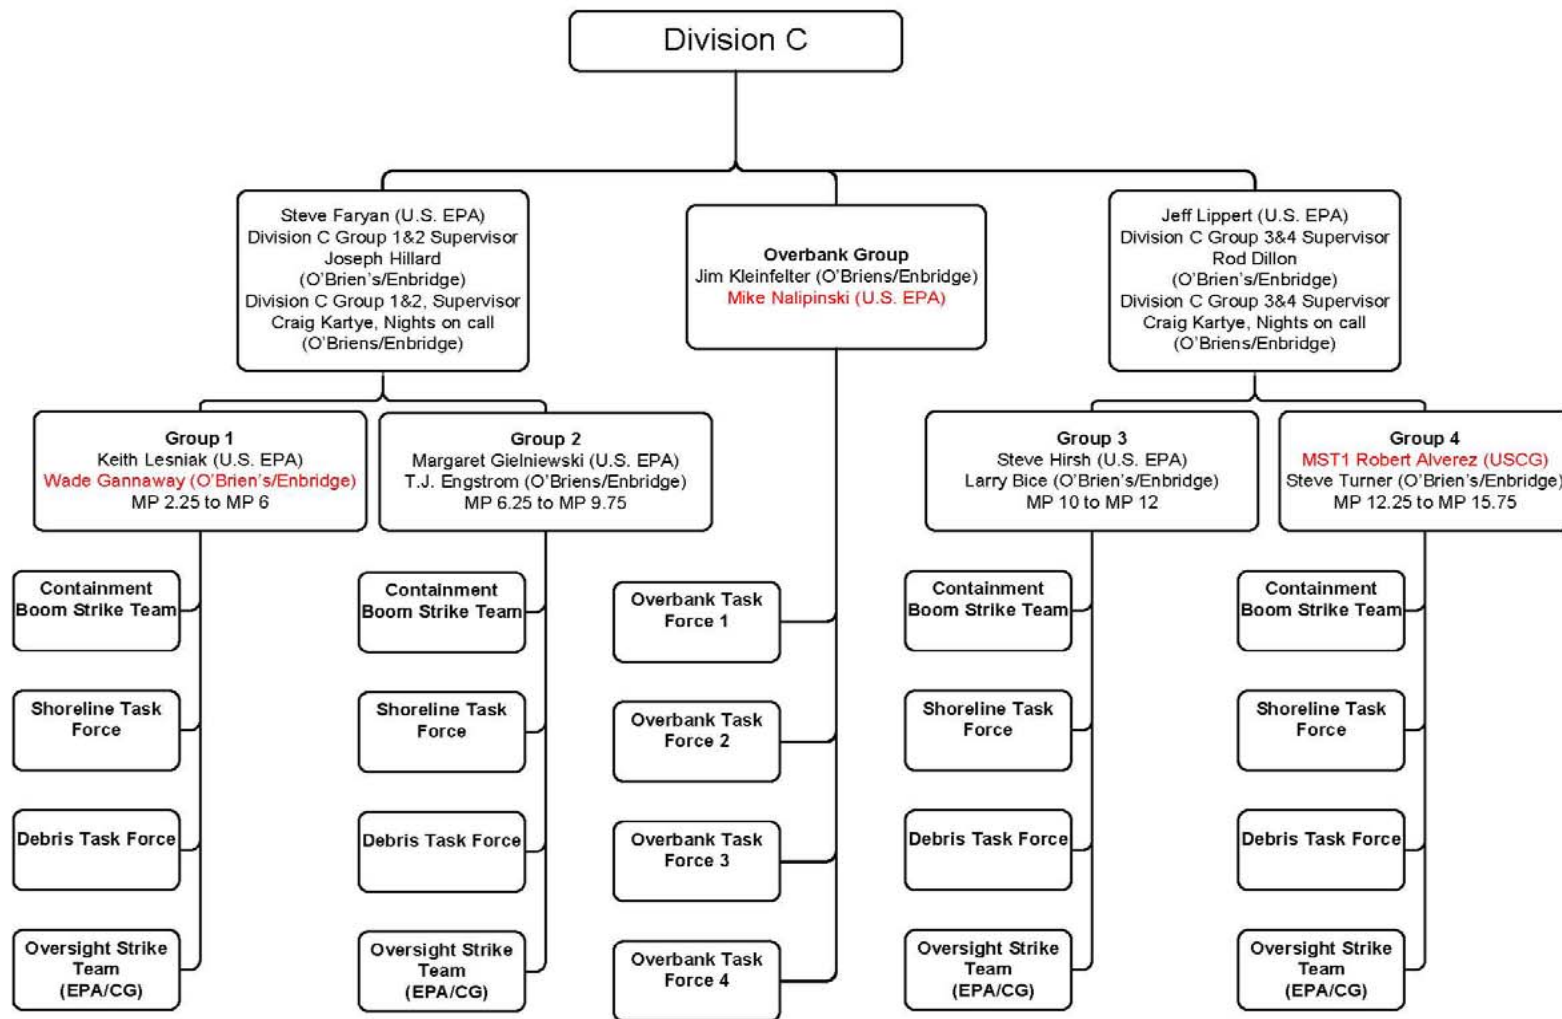 Division C
Steve Faryan (U.S. EPA)
Division C Group 1&2 Supervisor
Joseph Hillard
(O'Brien's/Enbridge)
Division C Group 1&2, Supervisor
Craig Kartye, Nights on call
(O'Briens/Enbridge)
Overbank Group
Jim Kleinfelter (O'Briens/Enbridge)
Mike Nalipinski (U.S. EPA)
Jeff Lippert (U.S. EPA)
Division C Group 3&4 Supervisor
Rod Dillon
(O'Brien's/Enbridge)
Division C Group 3&4 Supervisor
Craig Kartye, Nights on call
(O'Briens/Enbridge)
Group 1
Keith Lesniak (U.S. EPA)
Wade Gannaway (O'Brien's/Enbridge)
MP 2.25 to MP 6
Group 2
Margaret Gielniewski (U.S. EPA)
T.J. Engstrom (O'Briens/Enbridge)
MP 6.25 to MP 9.75
Group 3
Steve Hirsh (U.S. EPA)
Larry Bice (O'Brien's/Enbridge)
MP 10 to MP 12
Group 4
MST1 Robert Alverez (USCG)
Steve Turner (O'Brien's/Enbridge)
MP 12.25 to MP 15.75
Containment
Boom Strike Team
Shoreline Task
Force
Debris Task Force
Oversight Strike
Team
(EPA/CG)
Containment
Boom Strike Team
Shoreline Task
Force
Debris Task Force
Oversight Strike
Team
(EPA/CG)
Overbank Task
Force 1
Overbank Task
Force 2
Overbank Task
Force 3
Overbank Task
Force 4
Containment
Boom Strike Team
Shoreline Task
Force
Debris Task Force
Oversight Strike
Team
(EPA/CG)
Containment
Boom Strike Team
Shoreline Task
Force
Debris Task Force
Oversight Strike
Team
(EPA/CG)